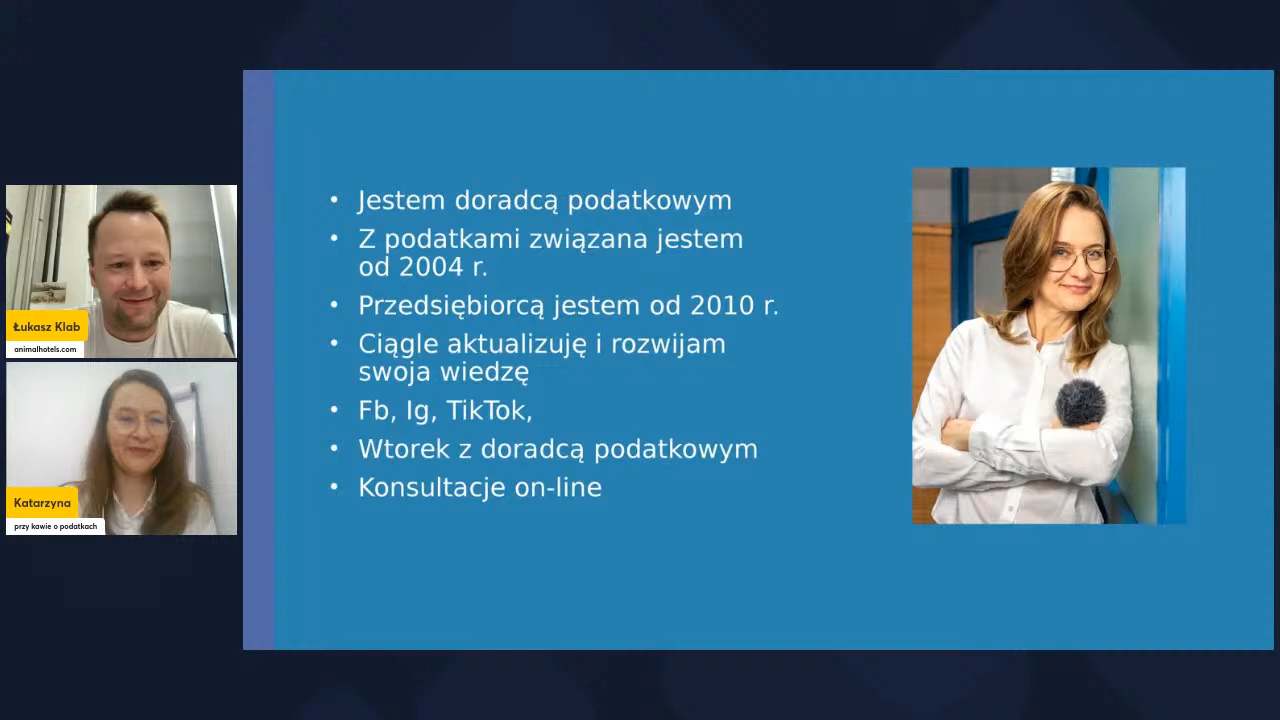 Łukasz Klab
animalhotels.com
Katarzyna
przy kawie o podatkach
• Jestem doradcą podatkowym
• Z podatkami związana jestem
od 2004 r.
• Przedsiębiorcą jestem od 2010 r.
• Ciągle aktualizuję i rozwijam
swoja wiedzę
• Fb, Ig, TikTok,
• Wtorek z doradcą podatkowym
• Konsultacje on-line